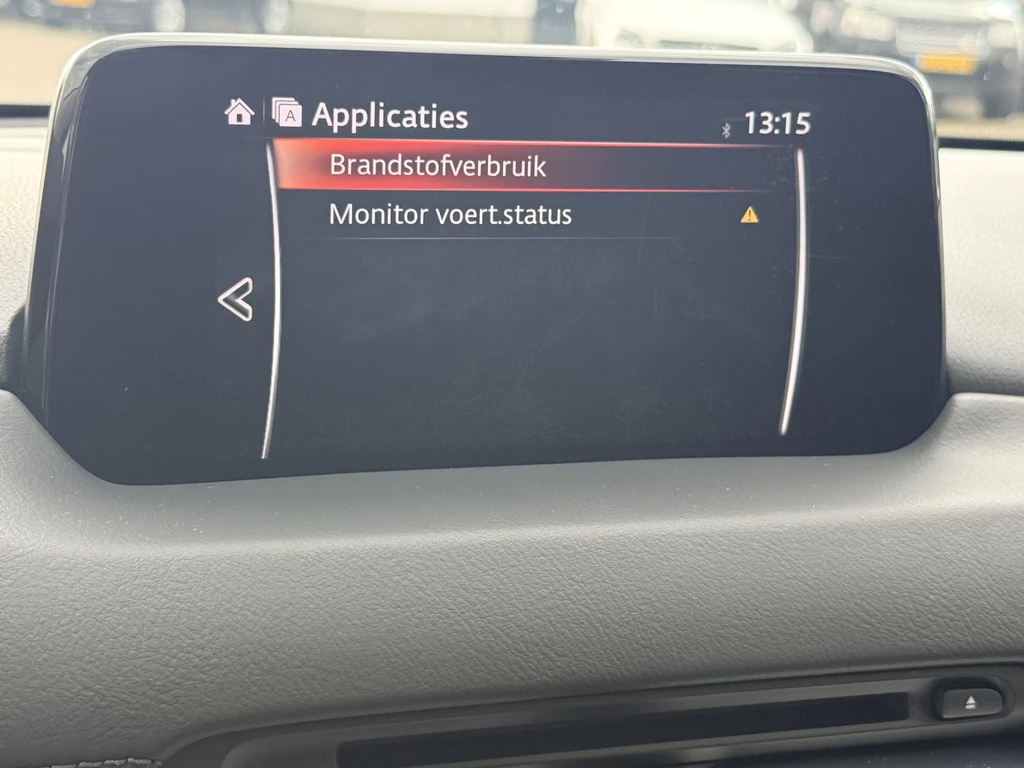 A Applicaties
13:15
Brandstofverbruik
Monitor voert.status